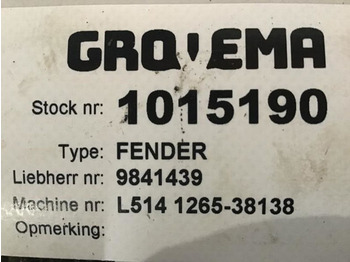 GROVEMA
Stock nr: 1015190
Type: FENDER
Liebherr nr: 9841439
Machine nr: L514 1265-38138
Opmerking: